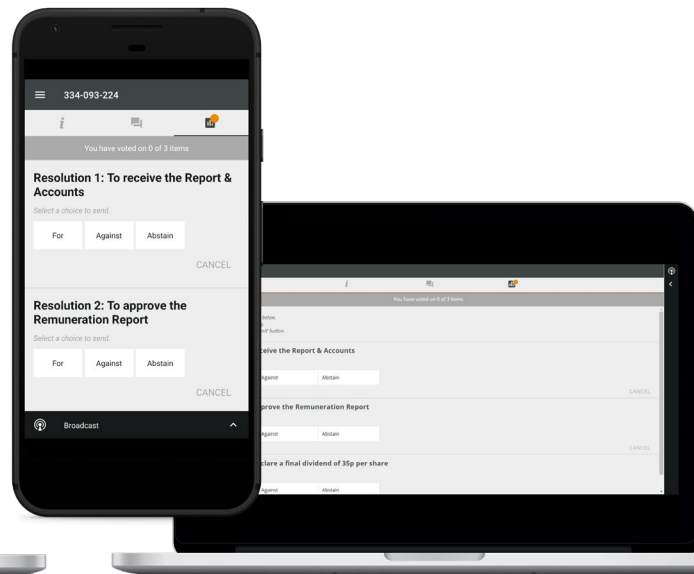 334-093-224
You have voted on 0 of 3 items
Resolution 1: To receive the Report &
Accounts
Select a choice to send.
For Against Abstain
CANCEL
Resolution 2: To approve the
Remuneration Report
Select a choice to send.
For Against Abstain
CANCEL
Broadcast
You have voted on 0 of 3 items
below.
button.
the Report & Accounts
Against Abstain
CANCEL
the Remuneration Report
Against Abstain
CANCEL
a final dividend of 35p per share
Against Abstain